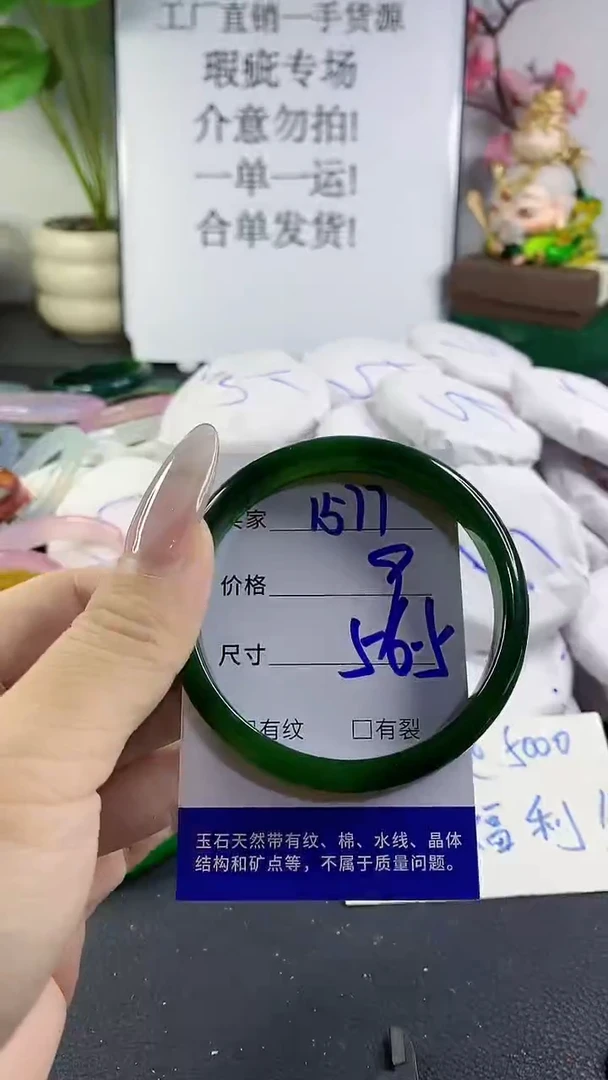 工厂直销一手货源
瑕疵专场
介意勿拍!
一单一运!
合单发货!
家 1577
价格
尺寸 56.5
有纹 □有裂
玉石天然带有纹、棉、水线、晶体
结构和矿点等，不属于质量问题。
5000
福利!